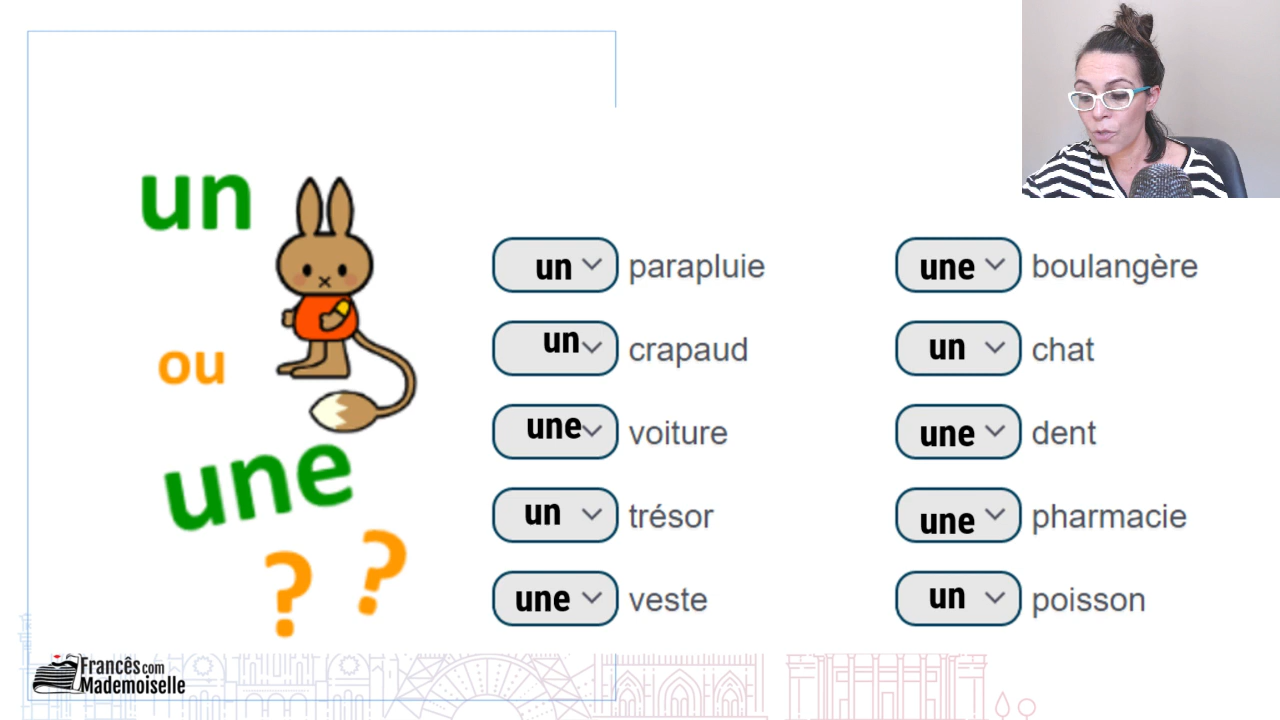 un
ou
une
? ?
un parapluie
un crapaud
une voiture
un trésor
une veste
une boulangère
un chat
une dent
une pharmacie
un poisson
Francês com
Mademoiselle